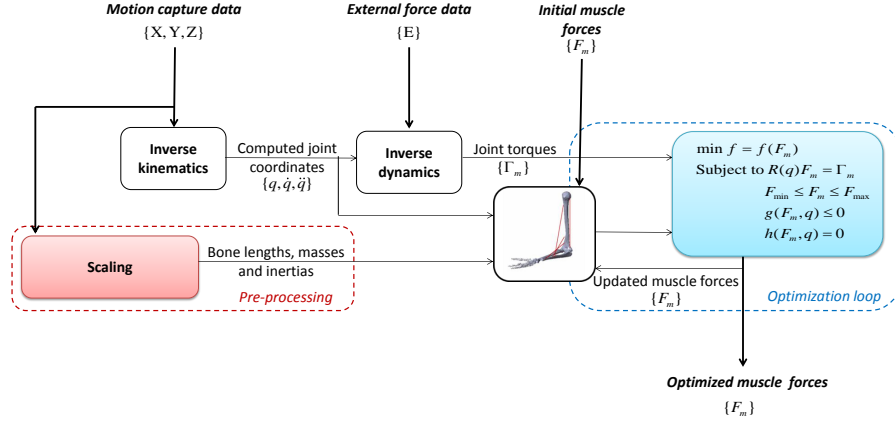 Motion capture data
{X, Y, Z}
External force data
{E}
Initial muscle
forces
{F_m}
Inverse
kinematics
Computed joint
coordinates
{q, q̇, q̈}
Inverse
dynamics
Joint torques
{Γ_m}
min f = f(F_m)
Subject to R(q)F_m = Γ_m
F_min ≤ F_m ≤ F_max
g(F_m, q) ≤ 0
h(F_m, q) = 0
Scaling
Bone lengths, masses
and inertias
Pre-processing
Updated muscle forces
{F_m}
Optimization loop
Optimized muscle forces
{F_m}